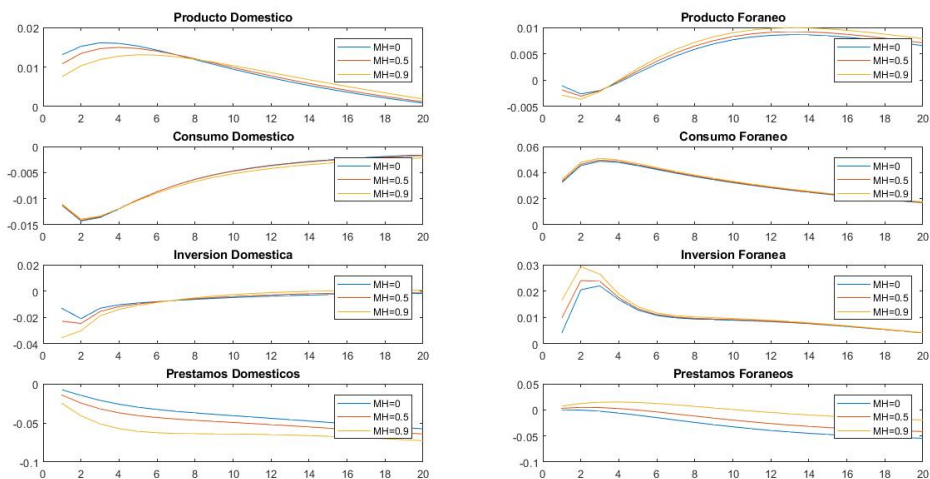 Producto Domestico
0.02
0.01
0
0 2 4 6 8 10 12 14 16 18 20
MH=0
MH=0.5
MH=0.9
Producto Foraneo
0.01
0.005
0
-0.005
0 2 4 6 8 10 12 14 16 18 20
MH=0
MH=0.5
MH=0.9
Consumo Domestico
0
-0.005
-0.01
-0.015
0 2 4 6 8 10 12 14 16 18 20
MH=0
MH=0.5
MH=0.9
Consumo Foraneo
0.06
0.04
0.02
0
0 2 4 6 8 10 12 14 16 18 20
MH=0
MH=0.5
MH=0.9
Inversion Domestica
0.02
0
-0.02
-0.04
0 2 4 6 8 10 12 14 16 18 20
MH=0
MH=0.5
MH=0.9
Inversion Foranea
0.03
0.02
0.01
0
0 2 4 6 8 10 12 14 16 18 20
MH=0
MH=0.5
MH=0.9
Prestamos Domesticos
0
-0.05
-0.1
0 2 4 6 8 10 12 14 16 18 20
MH=0
MH=0.5
MH=0.9
Prestamos Foraneos
0.05
0
-0.05
-0.1
0 2 4 6 8 10 12 14 16 18 20
MH=0
MH=0.5
MH=0.9